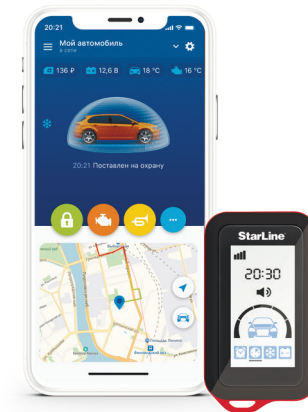 20:21
Мой автомобиль
в сети
136 ₽
12,6 В
18 °C
16 °C
20:21 Поставлен на охрану
StarLine
20:30